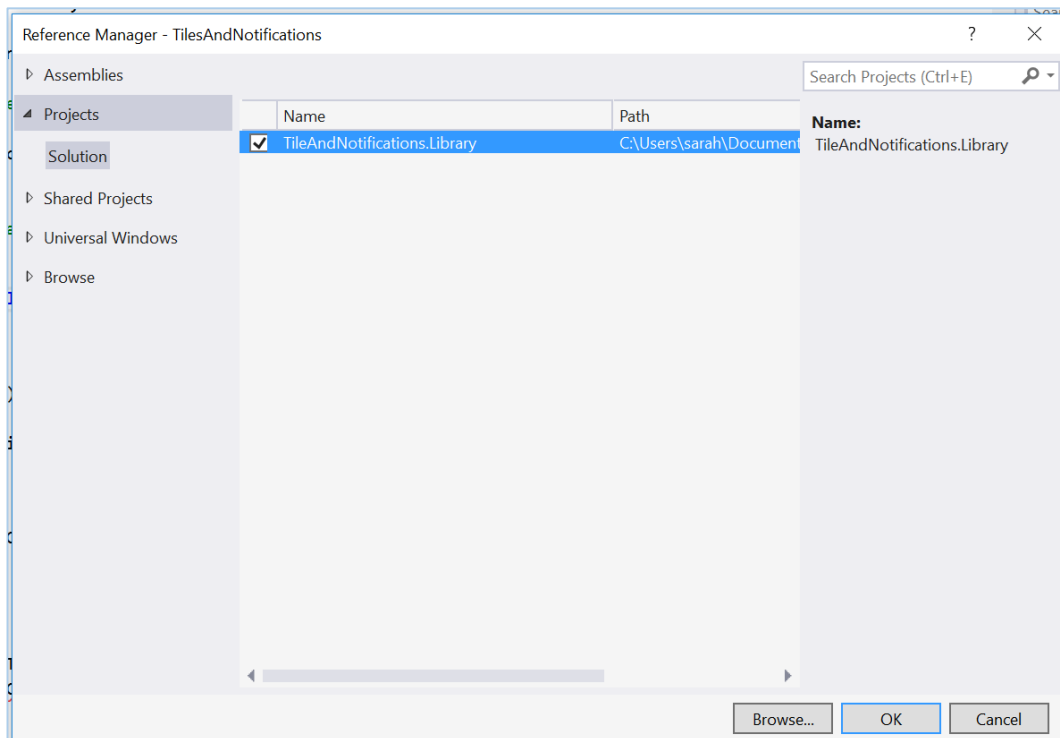 Reference Manager - TilesAndNotifications
?
Assemblies
Search Projects (Ctrl+E)
Projects
Solution
Shared Projects
Universal Windows
Browse
Name Path
TileAndNotifications.Library C:\Users\sarah\Document
Name:
TileAndNotifications.Library
Browse... OK Cancel